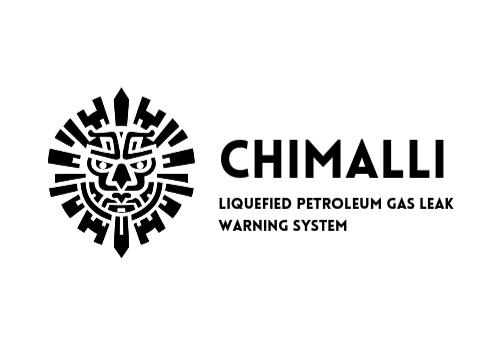 CHIMALLI
LIQUEFIED PETROLEUM GAS LEAK
WARNING SYSTEM